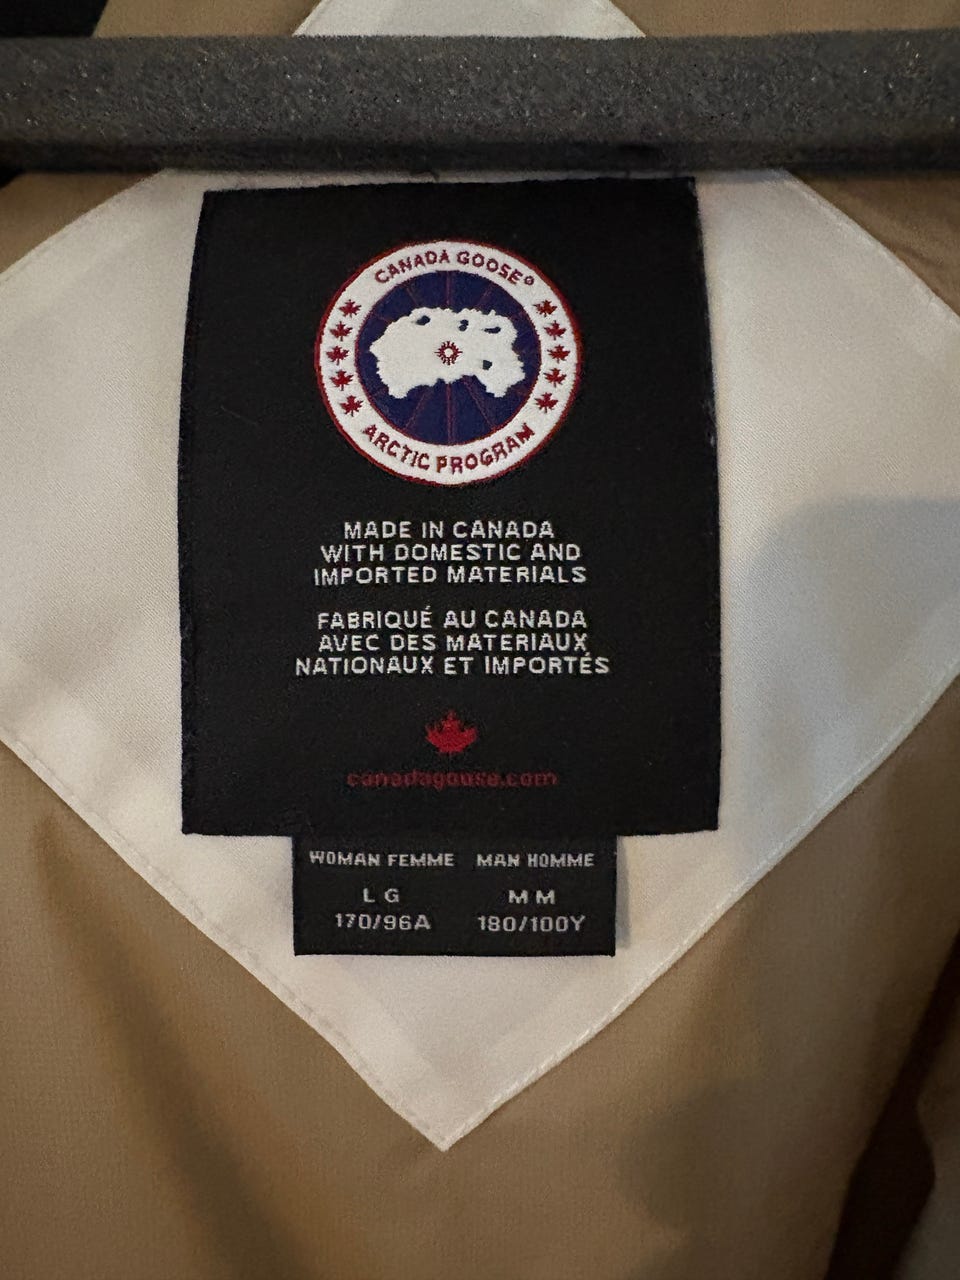 CANADA GOOSE®
ARCTIC PROGRAM
MADE IN CANADA
WITH DOMESTIC AND
IMPORTED MATERIALS
FABRIQUÉ AU CANADA
AVEC DES MATERIAUX
NATIONAUX ET IMPORTÉS
canadagoose.com
WOMAN FEMME MAN HOMME
L G M M
170/96A 180/100Y